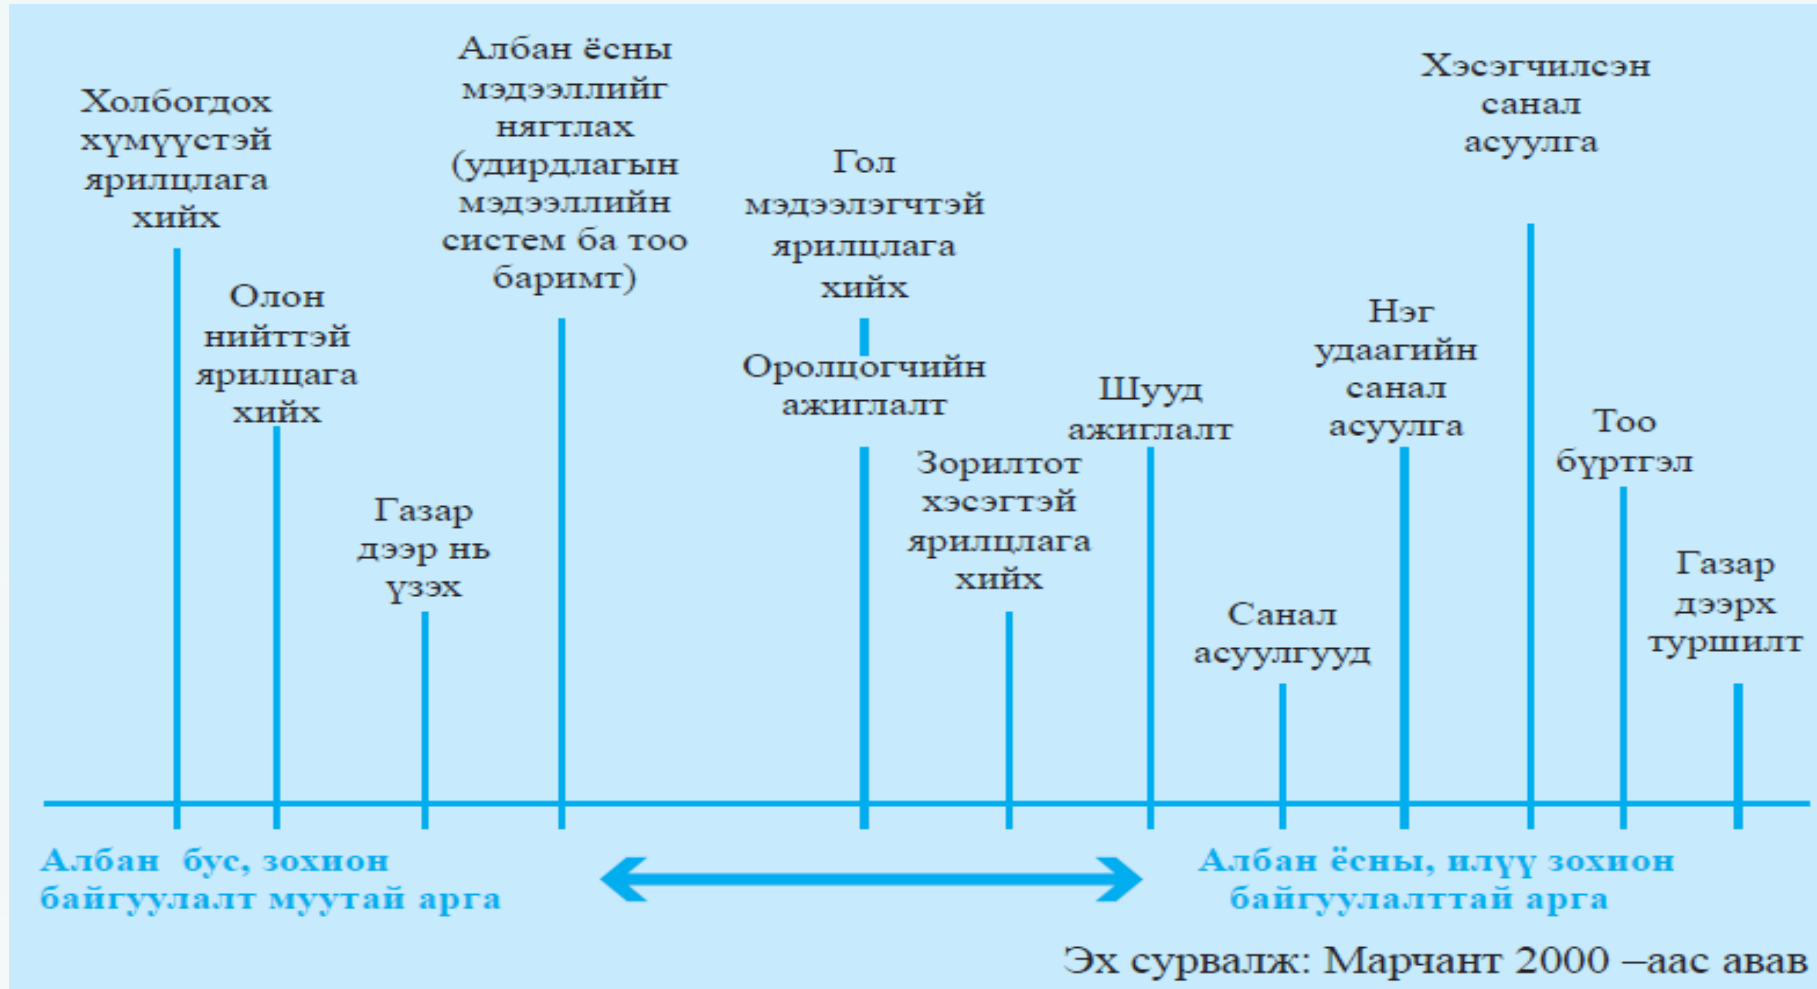 Холбогдох
хүмүүстэй
ярилцлага
хийх
Олон
нийттэй
ярилцага
хийх
Газар
дээр нь
үзэх
Албан ёсны
мэдээллийг
нягтлах
(удирдлагын
мэдээллийн
систем ба тоо
баримт)
Гол
мэдээлэгчтэй
ярилцлага
хийх
Оролцогчийн
ажиглалт
Зорилтот
хэсэгтэй
ярилцлага
хийх
Шууд
ажиглалт
Санал
асуулгууд
Нэг
удаагийн
санал
асуулга
Хэсэгчилсэн
санал
асуулга
Тоо
бүртгэл
Газар
дээрх
туршилт
Албан бус, зохион
байгуулалт муутай арга
Албан ёсны, илүү зохион
байгуулалттай арга
Эх сурвалж: Марчант 2000 –аас авав